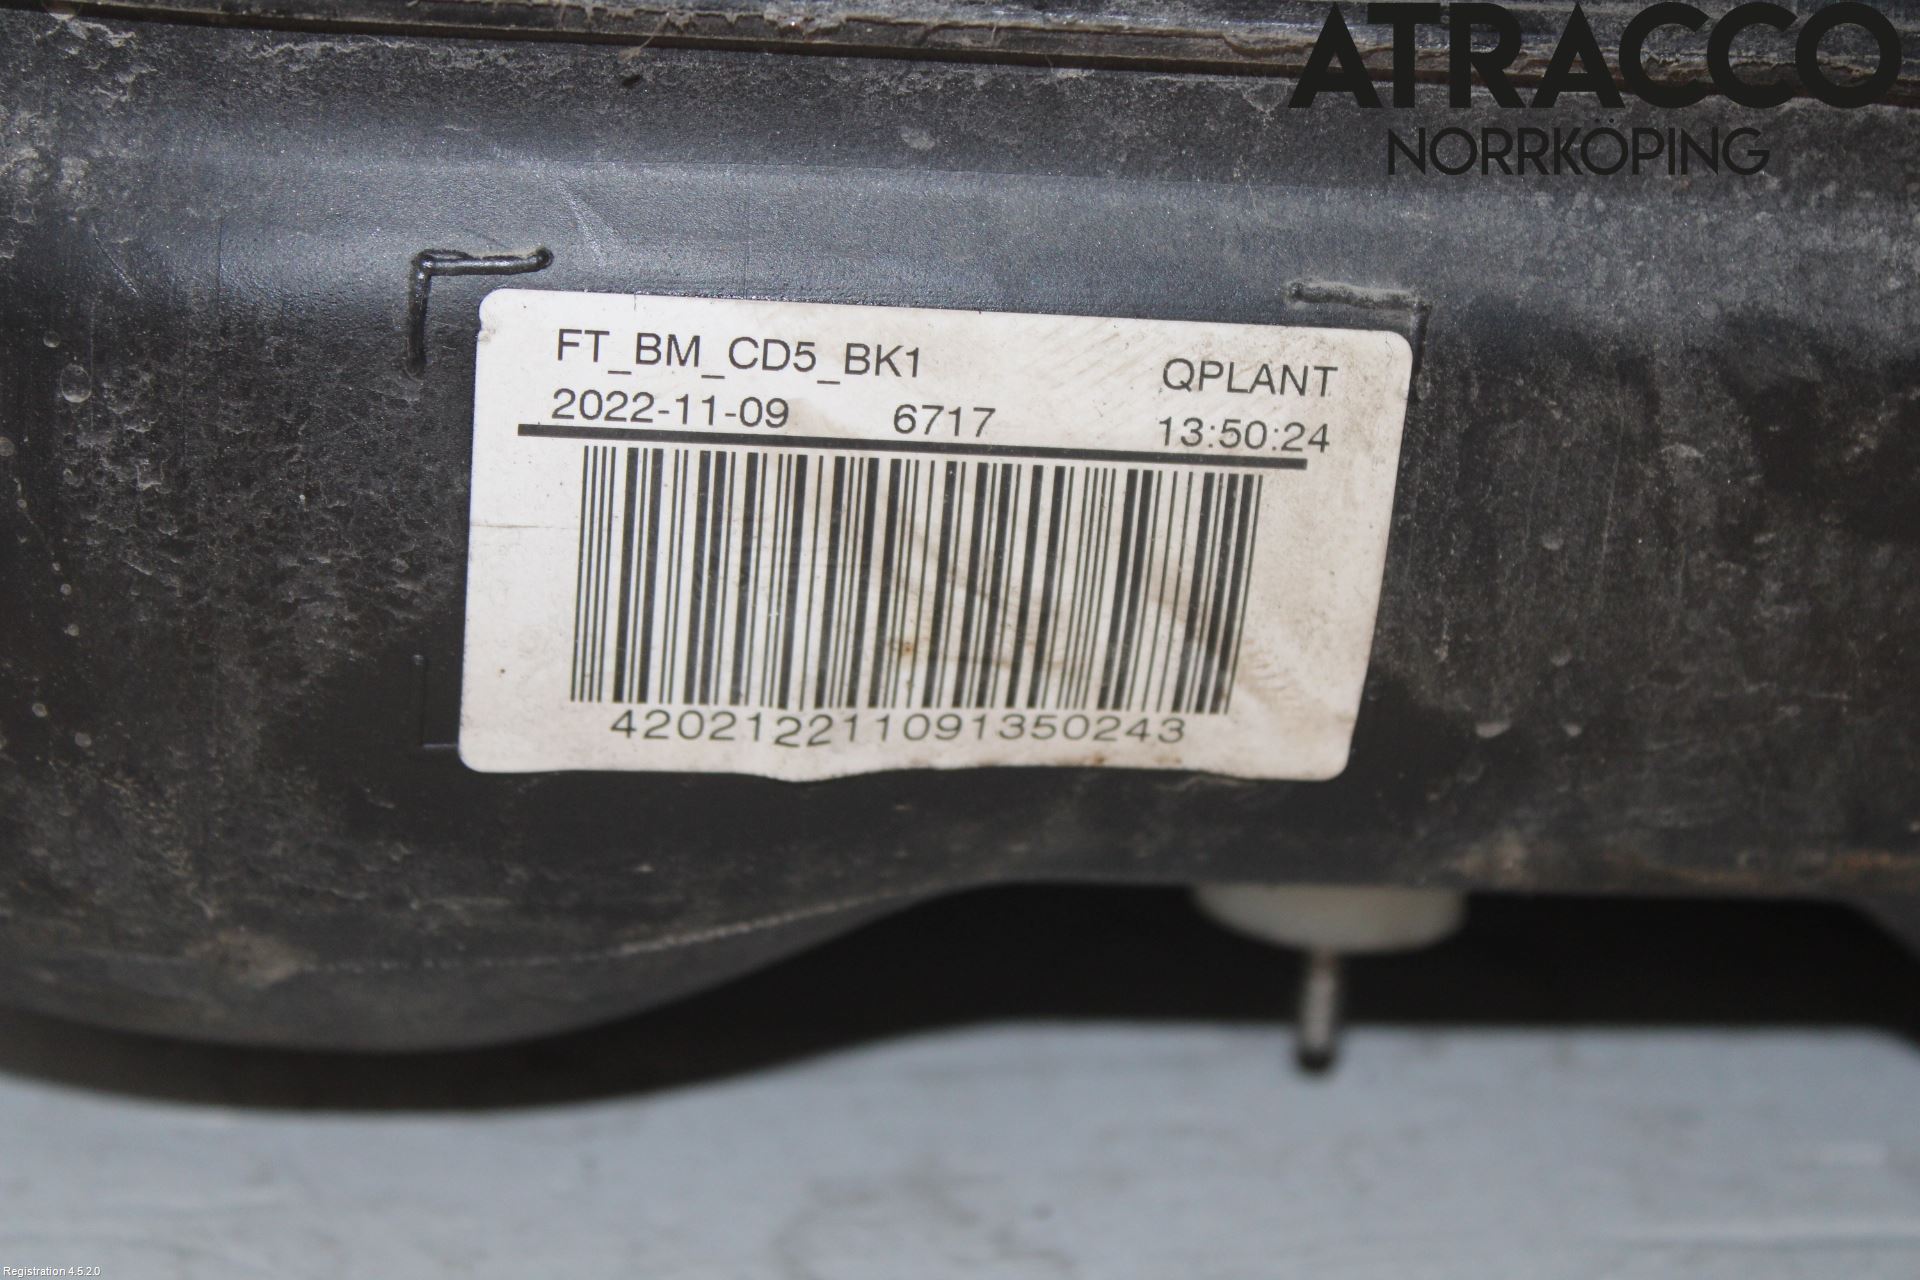 ATRACCO
NORRKÖPING
FT_BM_CD5_BK1 QPLANT
2022-11-09 6717 13:50:24
420212211091350243
Registration 4.5.2.0